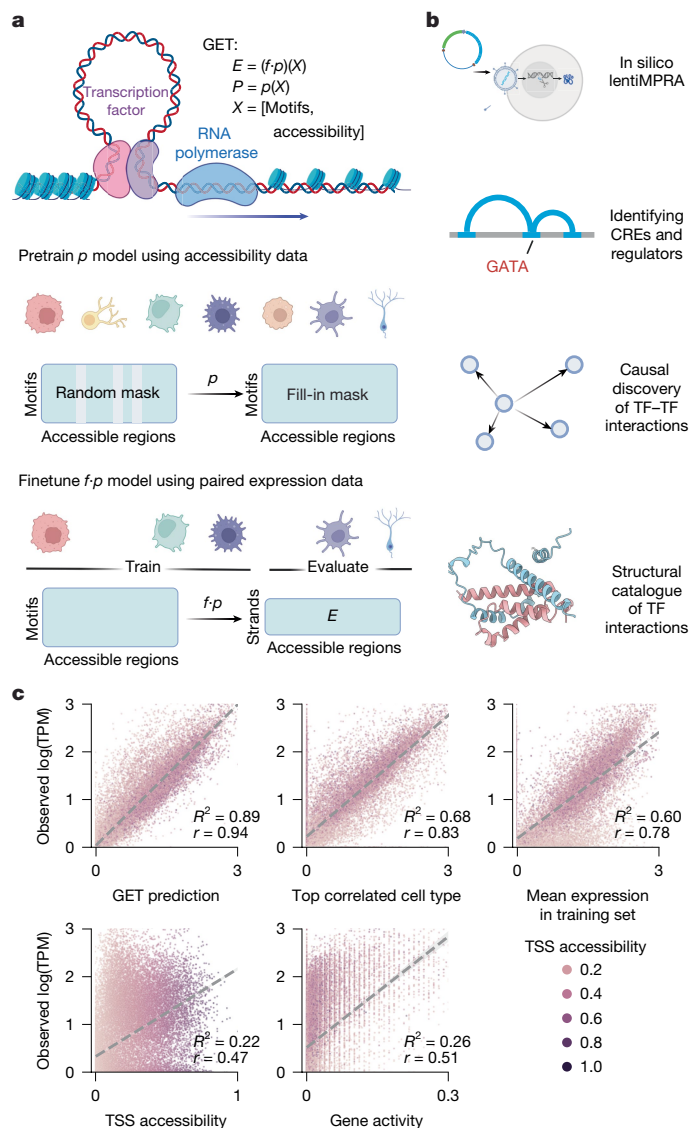 a
GET:
E = (f·p)(X)
P = p(X)
X = [Motifs,
accessibility]
Transcription
factor
RNA
polymerase
Pretrain p model using accessibility data
Motifs
Random mask
p
Motifs
Fill-in mask
Accessible regions
Accessible regions
Finetune f·p model using paired expression data
Train
Evaluate
Motifs
f·p
Strands
E
Accessible regions
Accessible regions
b
In silico
lentiMPRA
Identifying
CREs and
regulators
GATA
Causal
discovery
of TF–TF
interactions
Structural
catalogue
of TF
interactions
c
Observed log(TPM)
3
2
1
0
R² = 0.89
r = 0.94
0
3
GET prediction
3
2
1
0
R² = 0.68
r = 0.83
0
3
Top correlated cell type
3
2
1
0
R² = 0.60
r = 0.78
0
3
Mean expression
in training set
Observed log(TPM)
3
2
1
0
R² = 0.22
r = 0.47
0
1
TSS accessibility
3
2
1
0
R² = 0.26
r = 0.51
0
0.3
Gene activity
TSS accessibility
0.2
0.4
0.6
0.8
1.0